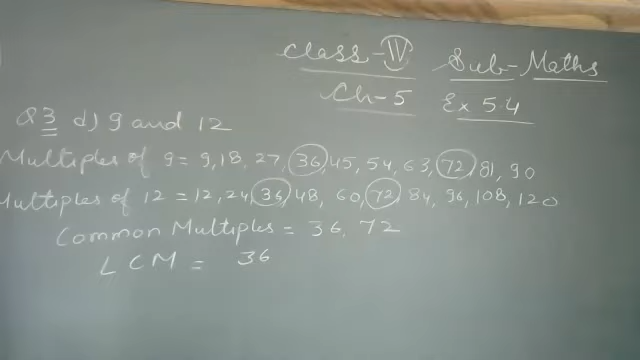 Class-IV Sub-Maths
Ch-5 Ex 5.4
Q3 d) 9 and 12
Multiples of 9 = 9, 18, 27, 36, 45, 54, 63, 72, 81, 90
Multiples of 12 = 12, 24, 36, 48, 60, 72, 84, 96, 108, 120
Common Multiples = 36, 72
LCM = 36